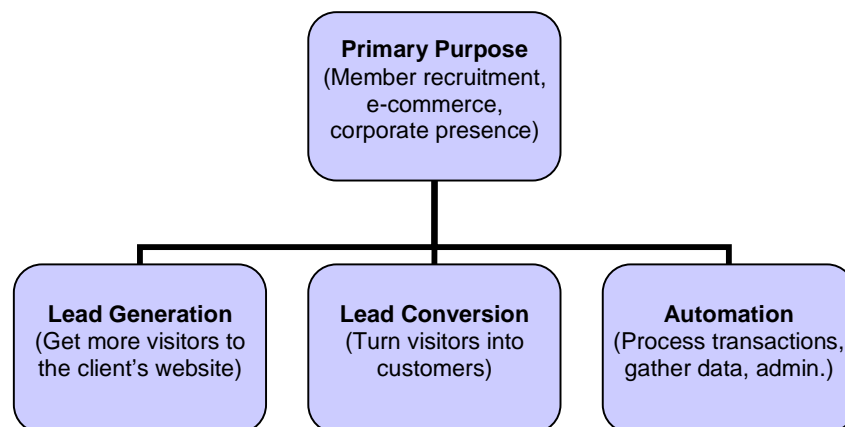 Primary Purpose
(Member recruitment,
e-commerce,
corporate presence)
Lead Generation
(Get more visitors to
the client’s website)
Lead Conversion
(Turn visitors into
customers)
Automation
(Process transactions,
gather data, admin.)